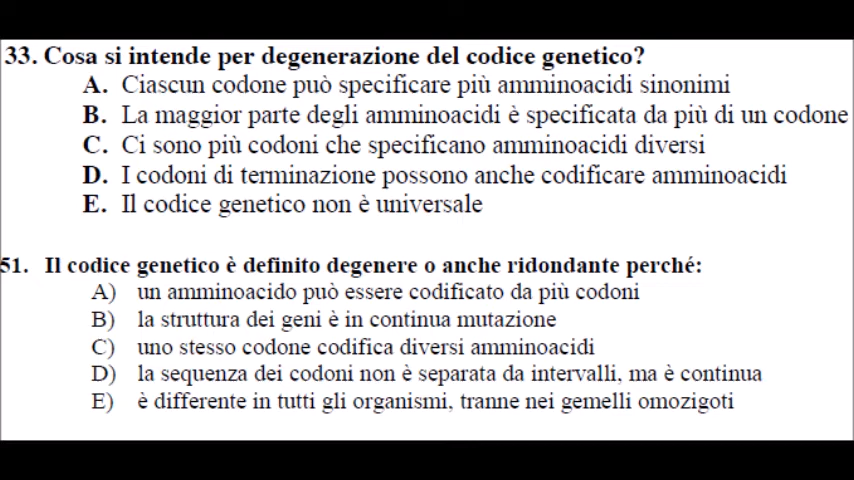 33. Cosa si intende per degenerazione del codice genetico?
A. Ciascun codone può specificare più amminoacidi sinonimi
B. La maggior parte degli amminoacidi è specificata da più di un codone
C. Ci sono più codoni che specificano amminoacidi diversi
D. I codoni di terminazione possono anche codificare amminoacidi
E. Il codice genetico non è universale
51. Il codice genetico è definito degenere o anche ridondante perché:
A) un amminoacido può essere codificato da più codoni
B) la struttura dei geni è in continua mutazione
C) uno stesso codone codifica diversi amminoacidi
D) la sequenza dei codoni non è separata da intervalli, ma è continua
E) è differente in tutti gli organismi, tranne nei gemelli omozigoti